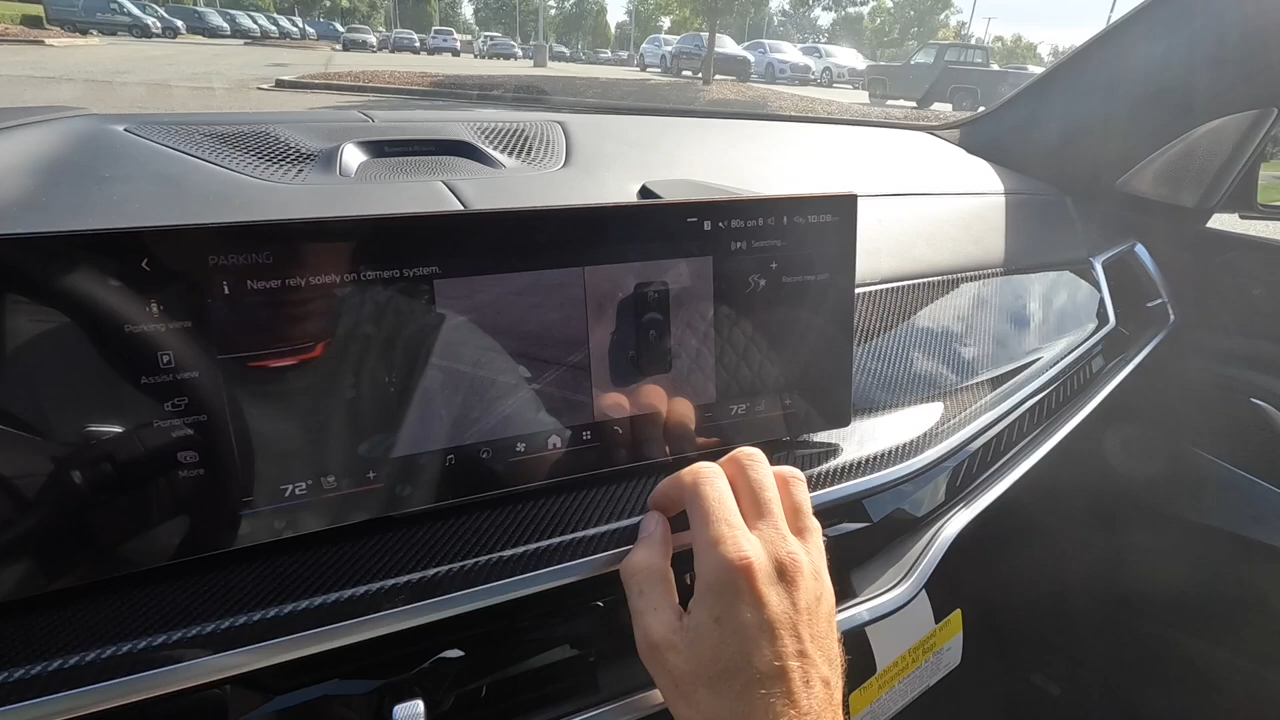 80s on 8
10:09
PARKING
Searching...
Never rely solely on camera system.
Record new path
Parking view
P
Assist view
Panorama
view
More
72°
72°
This Vehicle is Equipped with
Advanced Air Bags